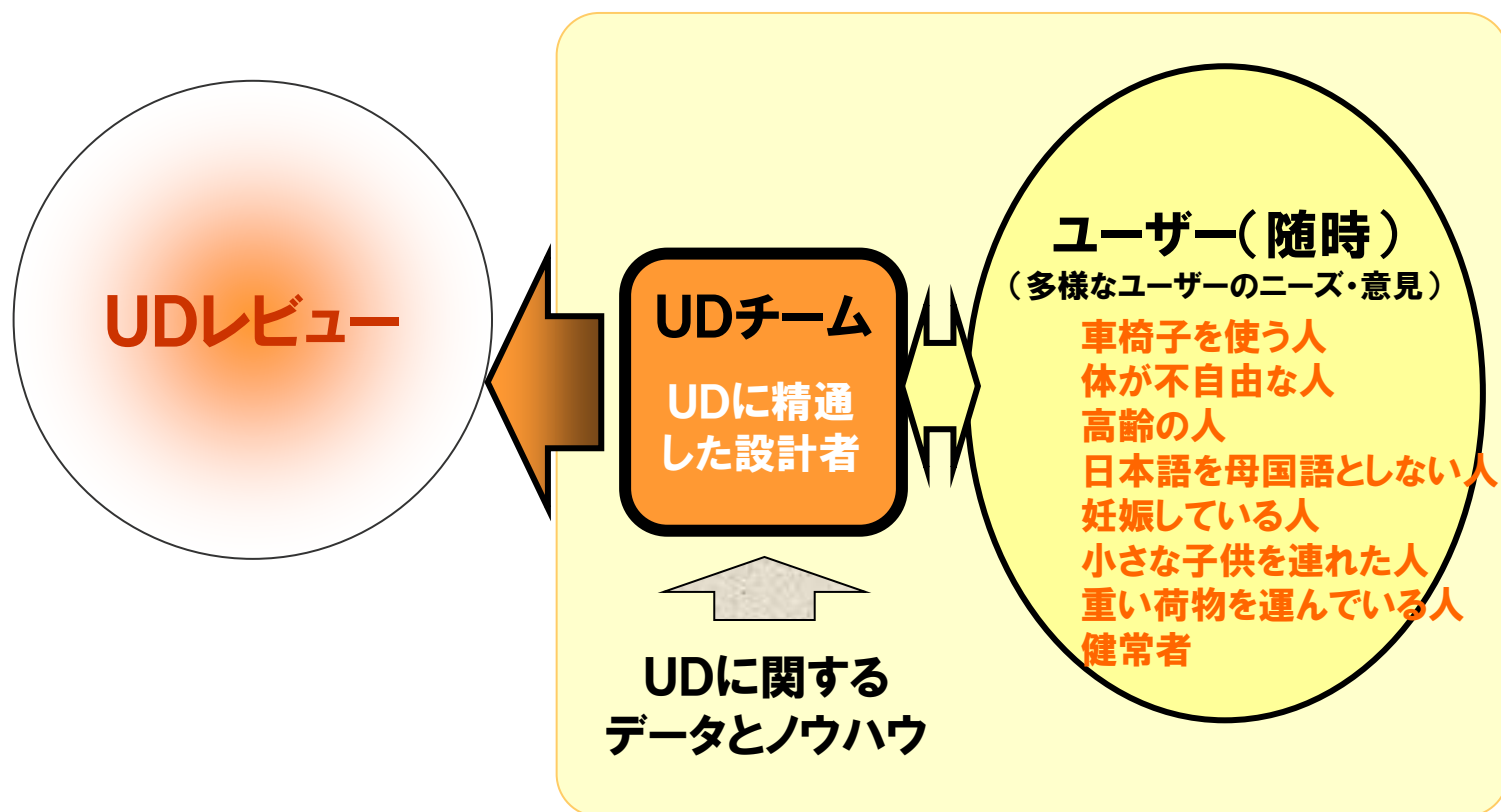 UDレビュー
UDチーム
UDに精通
した設計者
UDに関する
データとノウハウ
ユーザー(随時)
(多様なユーザーのニーズ・意見)
車椅子を使う人
体が不自由な人
高齢の人
日本語を母国語としない人
妊娠している人
小さな子供を連れた人
重い荷物を運んでいる人
健常者